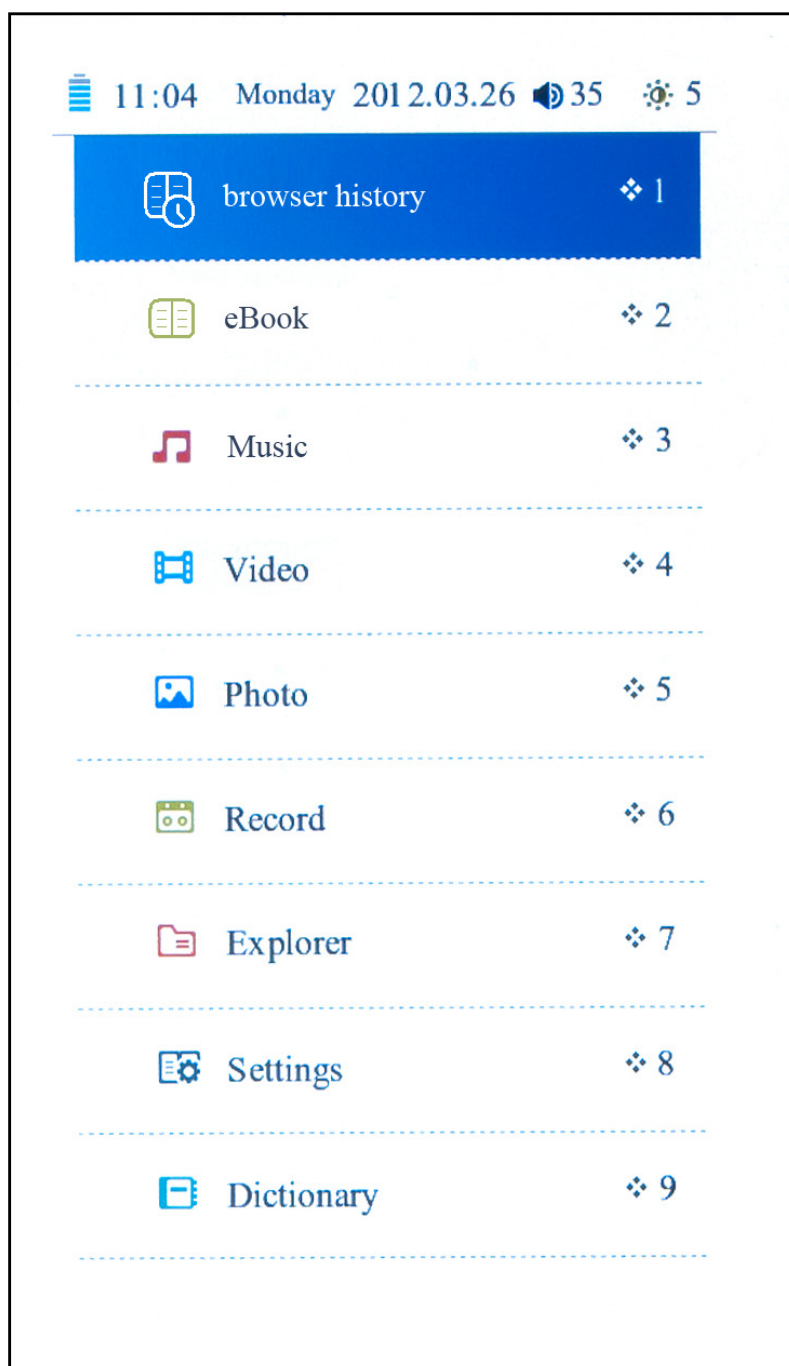 11:04 Monday 2012.03.26 35 5
browser history 1
eBook 2
Music 3
Video 4
Photo 5
Record 6
Explorer 7
Settings 8
Dictionary 9